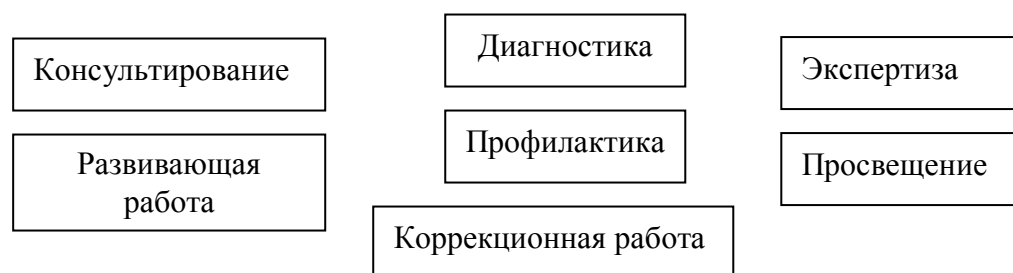 Диагностика
Консультирование
Экспертиза
Профилактика
Развивающая
работа
Просвещение
Коррекционная работа